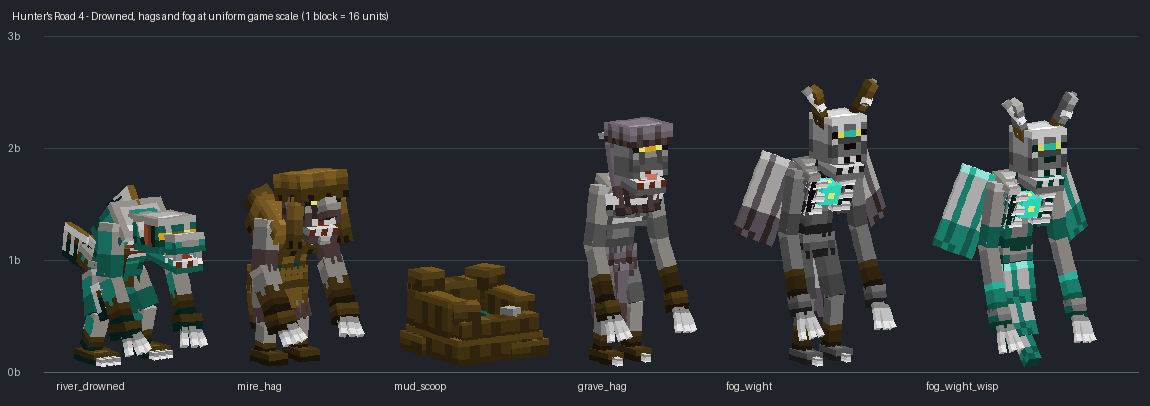 Hunter's Road 4 - Drowned, hags and fog at uniform game scale (1 block = 16 units)
3b
2b
1b
0b
river_drowned mire_hag mud_scoop grave_hag fog_wight fog_wight_wisp